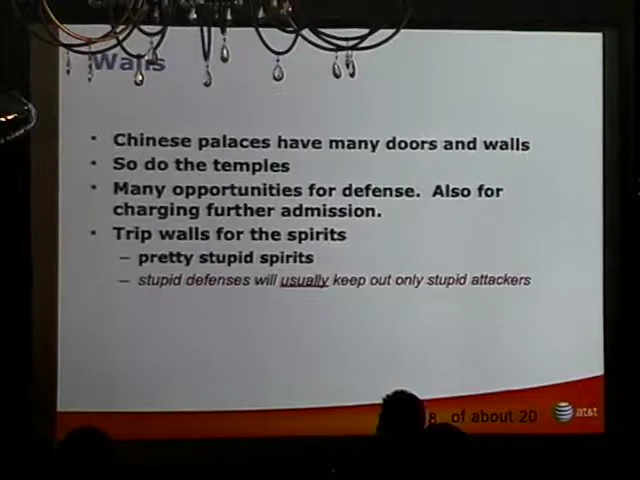 Walls
• Chinese palaces have many doors and walls
• So do the temples
• Many opportunities for defense. Also for
charging further admission.
• Trip walls for the spirits
– pretty stupid spirits
– stupid defenses will usually keep out only stupid attackers
8 of about 20
at&t